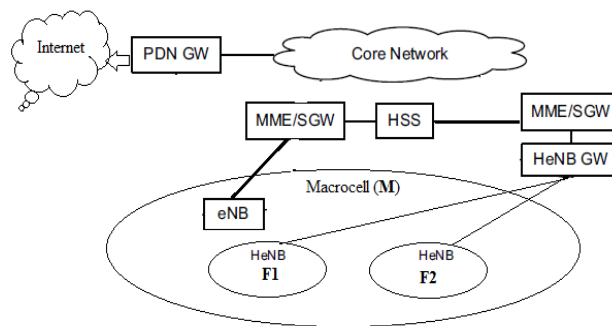 Internet
PDN GW
Core Network
MME/SGW
HSS
MME/SGW
HeNB GW
Macrocell (M)
eNB
HeNB
F1
HeNB
F2